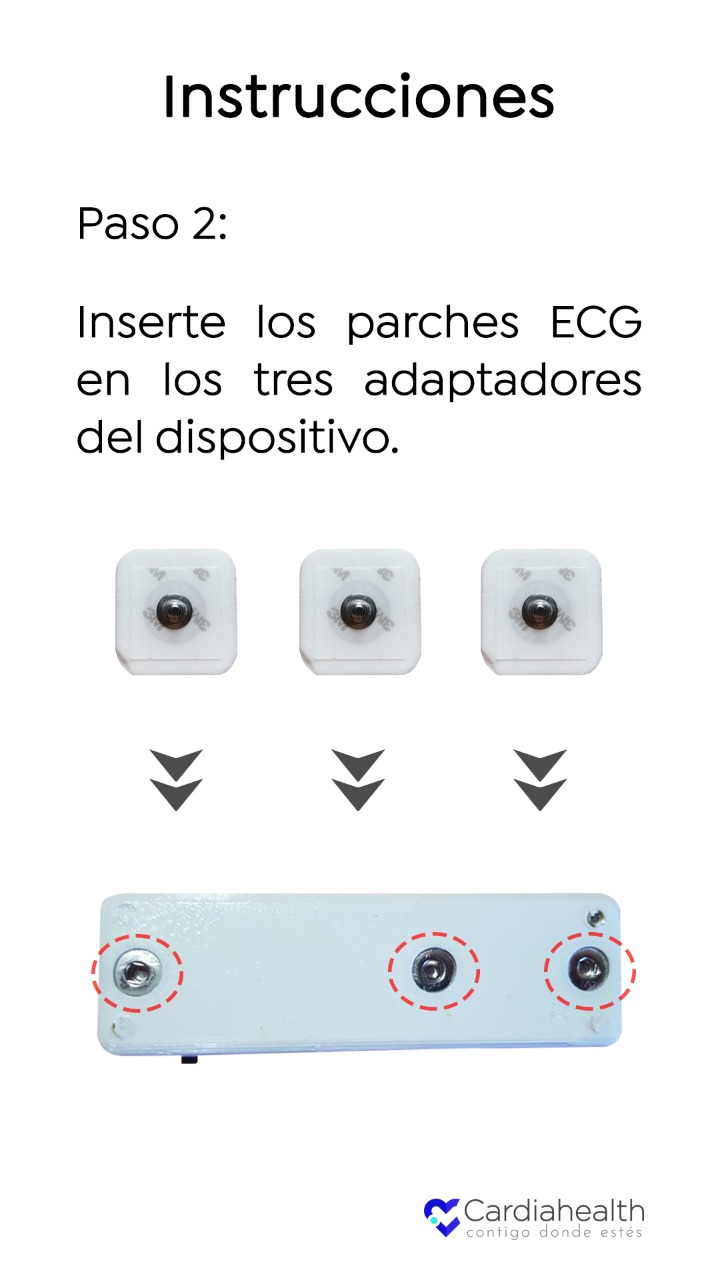 Instrucciones
Paso 2:
Inserte los parches ECG
en los tres adaptadores
del dispositivo.
Cardiahealth
contigo donde estés